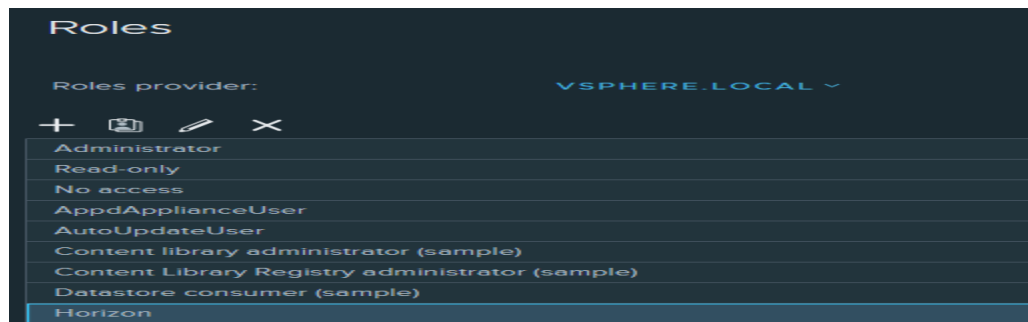 Roles
Roles provider: VSPHERE.LOCAL
Administrator
Read-only
No access
AppdApplianceUser
AutoUpdateUser
Content library administrator (sample)
Content Library Registry administrator (sample)
Datastore consumer (sample)
Horizon